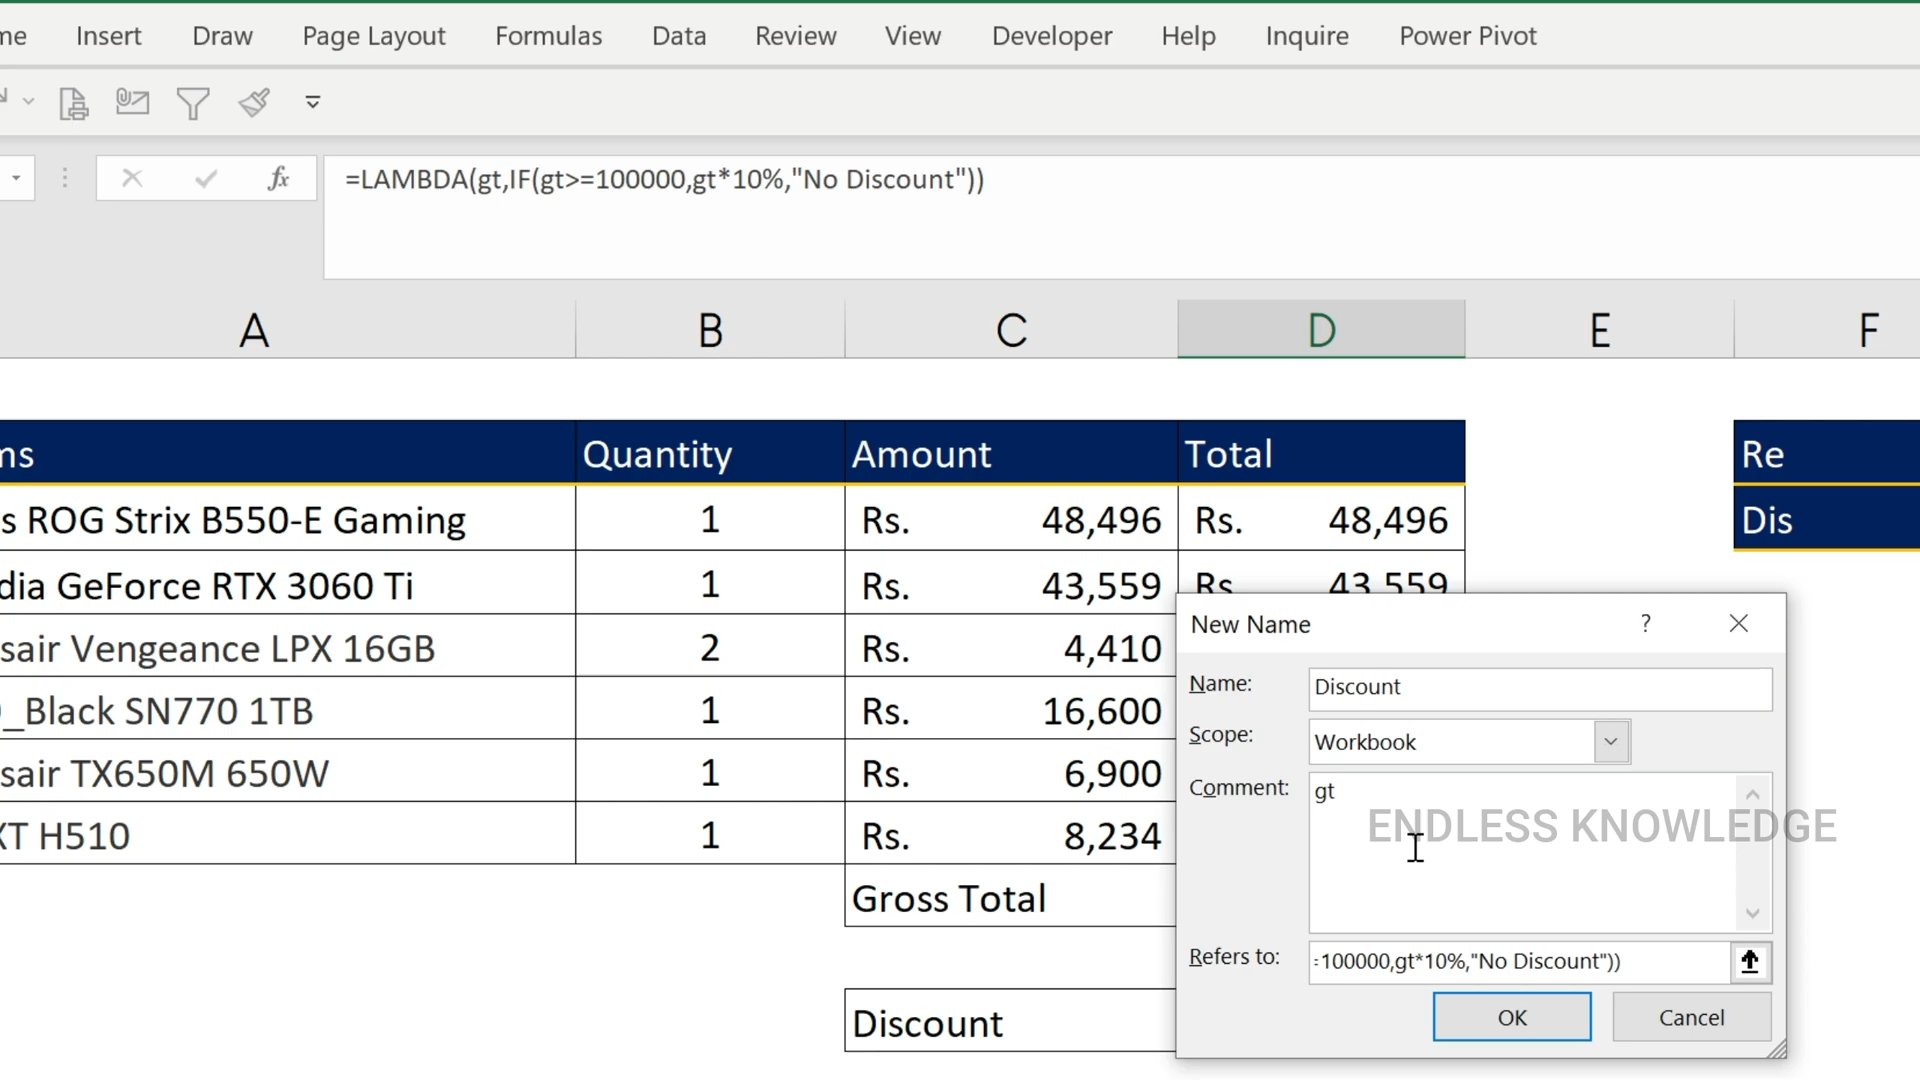 me Insert Draw Page Layout Formulas Data Review View Developer Help Inquire Power Pivot
fx =LAMBDA(gt,IF(gt>=100000,gt*10%,"No Discount"))
A B C D E F
ms Quantity Amount Total Re
s ROG Strix B550-E Gaming 1 Rs. 48,496 Rs. 48,496 Dis
dia GeForce RTX 3060 Ti 1 Rs. 43,559 Rs. 43,559
sair Vengeance LPX 16GB 2 Rs. 4,410
_Black SN770 1TB 1 Rs. 16,600
sair TX650M 650W 1 Rs. 6,900
XT H510 1 Rs. 8,234
Gross Total
Discount
New Name ?
Name: Discount
Scope: Workbook
Comment: gt
ENDLESS KNOWLEDGE
Refers to: =100000,gt*10%,"No Discount"))
OK Cancel